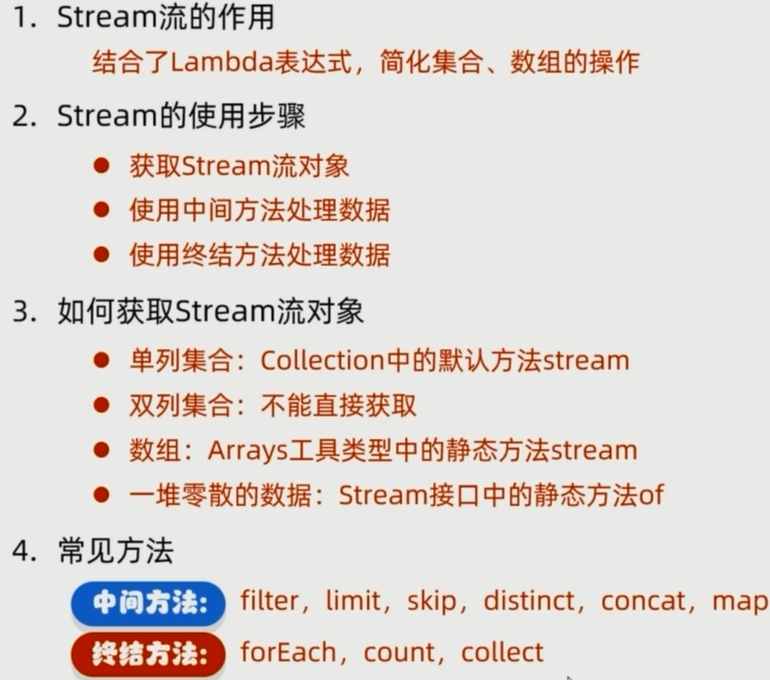 1. Stream流的作用
结合了Lambda表达式，简化集合、数组的操作
2. Stream的使用步骤
● 获取Stream流对象
● 使用中间方法处理数据
● 使用终结方法处理数据
3. 如何获取Stream流对象
● 单列集合：Collection中的默认方法stream
● 双列集合：不能直接获取
● 数组：Arrays工具类型中的静态方法stream
● 一堆零散的数据：Stream接口中的静态方法of
4. 常见方法
中间方法： filter，limit，skip，distinct，concat，map
终结方法： forEach，count，collect